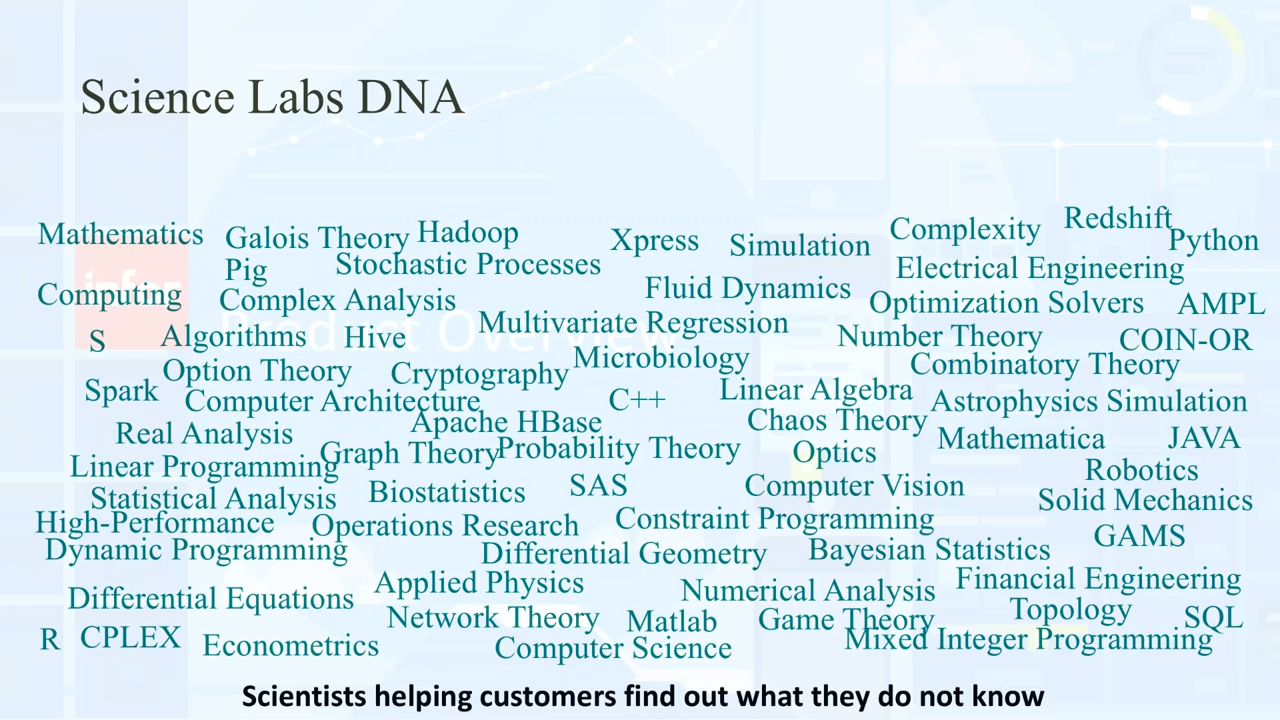 Science Labs DNA
Mathematics
Galois Theory
Hadoop
Xpress
Simulation
Complexity
Redshift
Python
Pig
Stochastic Processes
Electrical Engineering
infor
Computing
Complex Analysis
Fluid Dynamics
Optimization Solvers
AMPL
Product Overview
S
Algorithms
Hive
Multivariate Regression
Number Theory
COIN-OR
Microbiology
Combinatory Theory
Option Theory
Cryptography
Spark
Computer Architecture
C++
Linear Algebra
Astrophysics Simulation
Apache HBase
Chaos Theory
Real Analysis
Graph Theory
Probability Theory
Optics
Mathematica
JAVA
Linear Programming
Robotics
Statistical Analysis
Biostatistics
SAS
Computer Vision
Solid Mechanics
High-Performance
Operations Research
Constraint Programming
GAMS
Dynamic Programming
Differential Geometry
Bayesian Statistics
Differential Equations
Applied Physics
Numerical Analysis
Financial Engineering
Network Theory
Matlab
Game Theory
Topology
SQL
R
CPLEX
Econometrics
Computer Science
Mixed Integer Programming
Scientists helping customers find out what they do not know